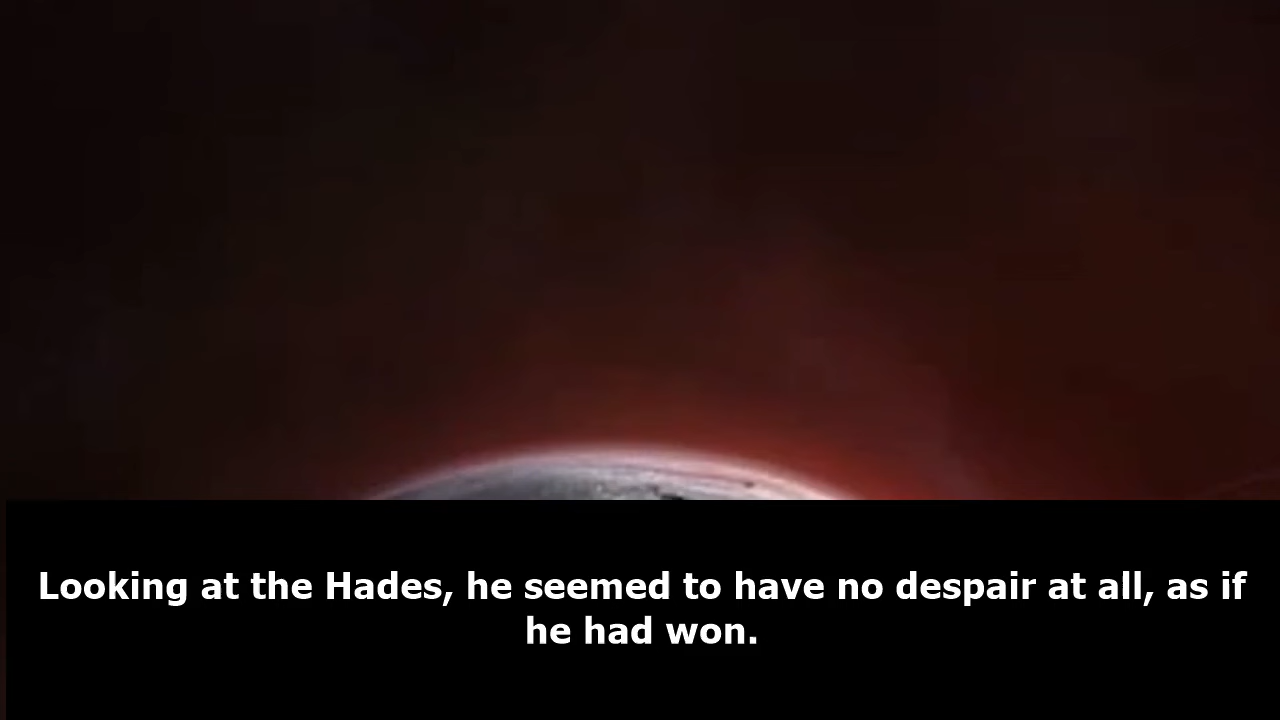 Looking at the Hades, he seemed to have no despair at all, as if
he had won.